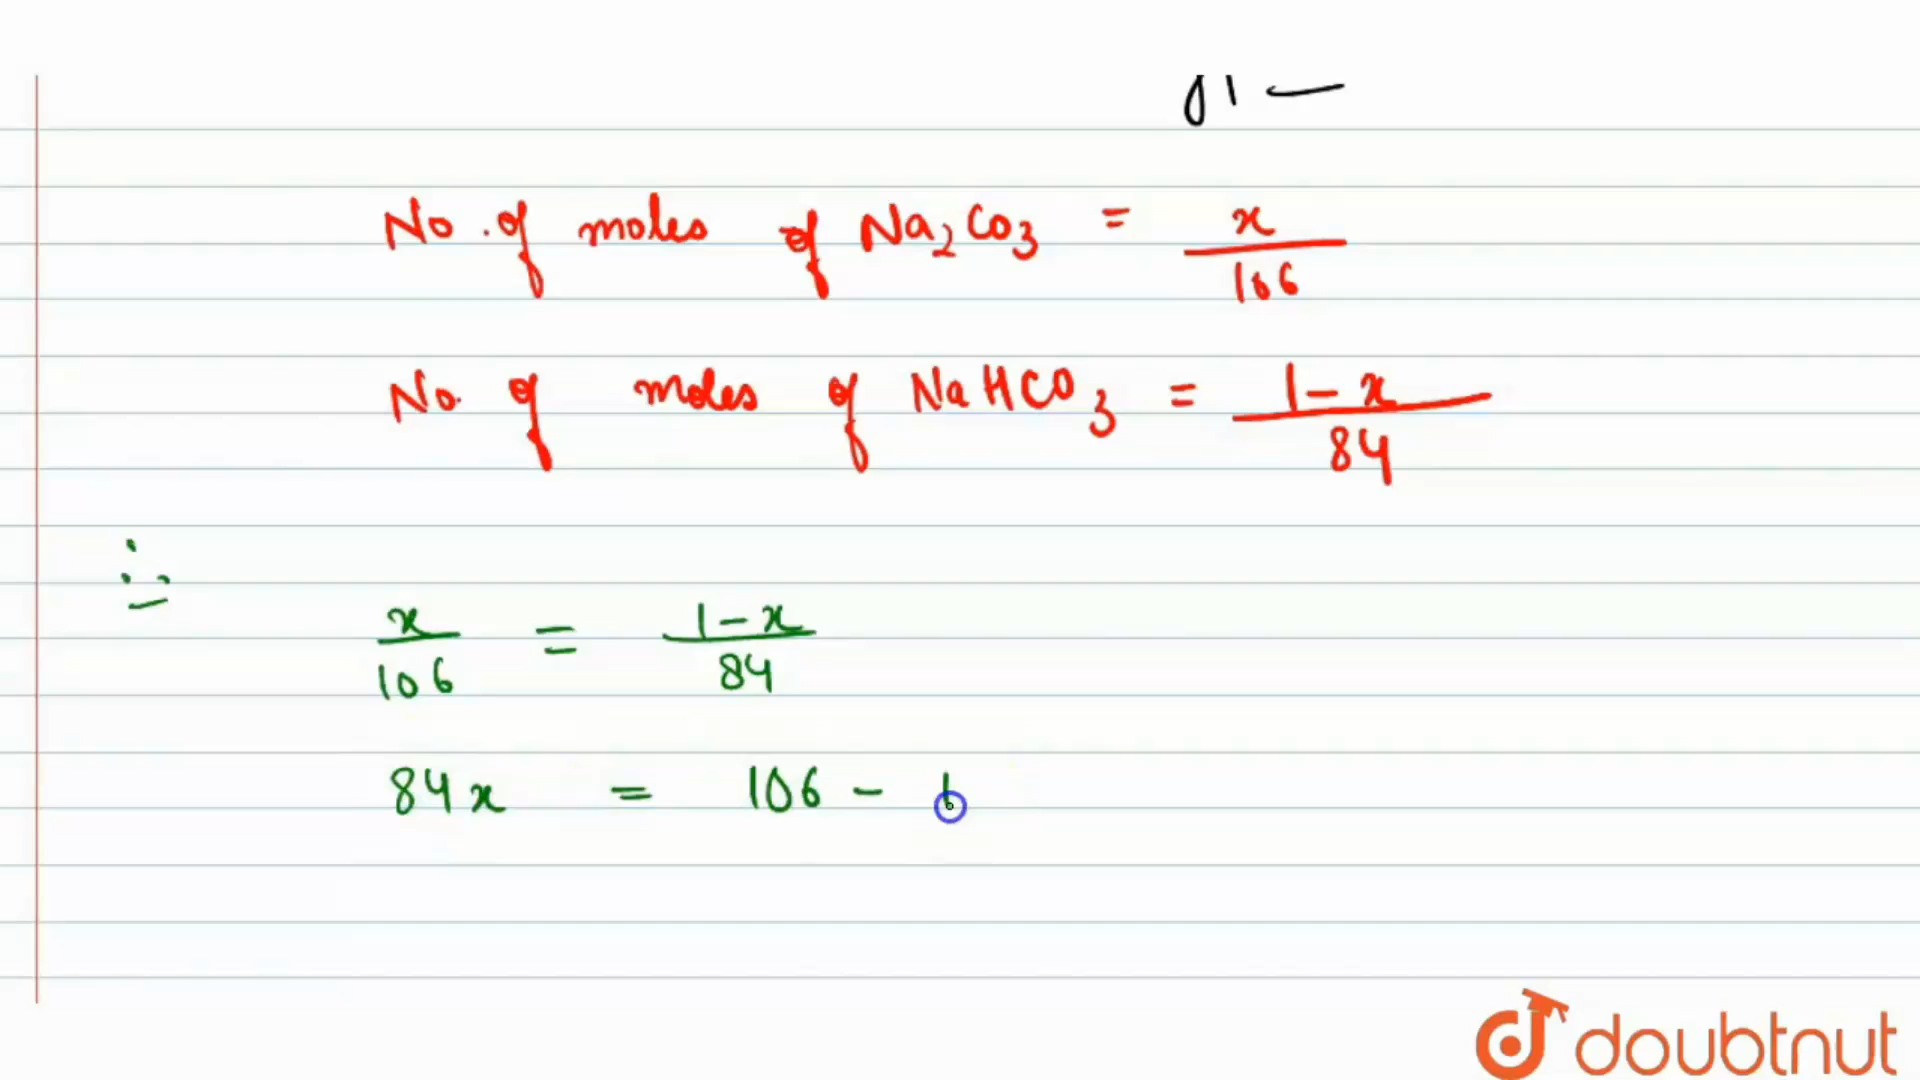 No. of moles of Na2Co3 = x/106
No. of moles of NaHCO3 = 1-x/84
∴
x/106 = 1-x/84
84x = 106 - 1
doubtnut